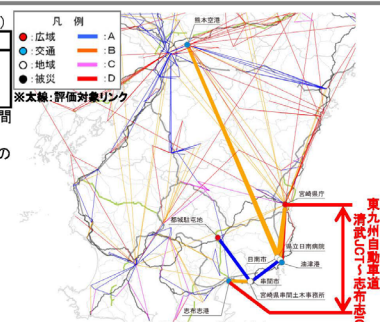 )
凡 例
●:広域 ━:A
●:交通 ━:B
○:地域 ━:C
●:被災 ━:D
※太線:評価対象リンク
間
の
熊本空港
宮崎県庁
都城駐屯地
県立日南病院
油津港
日南市
串間市
宮崎県串間土木事務所
志布志港
東九州自動車道
清武JCT~志布志IC